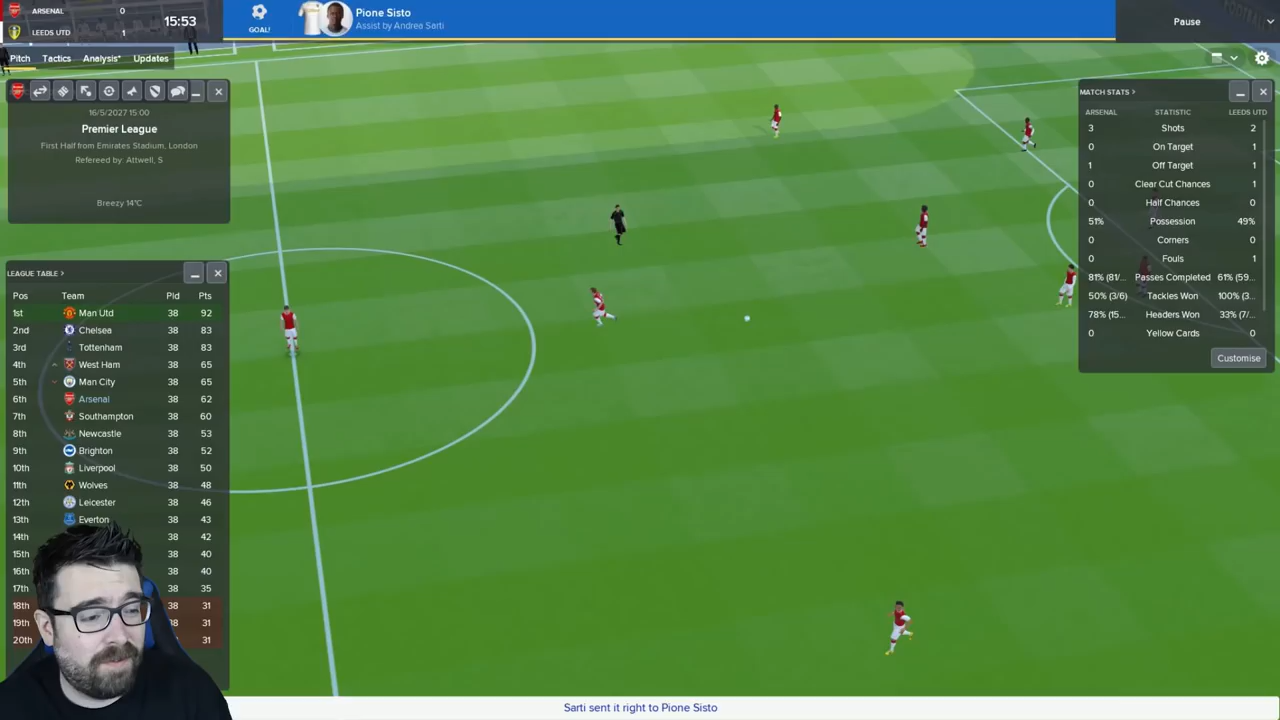 ARSENAL 0
LEEDS UTD 1
15:53
GOAL!
Pione Sisto
Assist by Andrea Sarti
Pause
Pitch Tactics Analysis* Updates
16/5/2027 15:00
Premier League
First Half from Emirates Stadium, London
Refereed by: Attwell, S
Breezy 14°C
LEAGUE TABLE >
Pos Team Pld Pts
1st Man Utd 38 92
2nd Chelsea 38 83
3rd Tottenham 38 83
4th West Ham 38 65
5th Man City 38 65
6th Arsenal 38 62
7th Southampton 38 60
8th Newcastle 38 53
9th Brighton 38 52
10th Liverpool 38 50
11th Wolves 38 48
12th Leicester 38 46
13th Everton 38 43
14th 38 42
15th 38 40
16th 38 40
17th 38 35
18th 38 31
19th 38 31
20th 31
MATCH STATS >
ARSENAL STATISTIC LEEDS UTD
3 Shots 2
0 On Target 1
1 Off Target 1
0 Clear Cut Chances 1
0 Half Chances 0
51% Possession 49%
0 Corners 0
0 Fouls 1
81% (81/... Passes Completed 61% (59...
50% (3/6) Tackles Won 100% (3...
78% (15... Headers Won 33% (7/...
0 Yellow Cards 0
Customise
Sarti sent it right to Pione Sisto